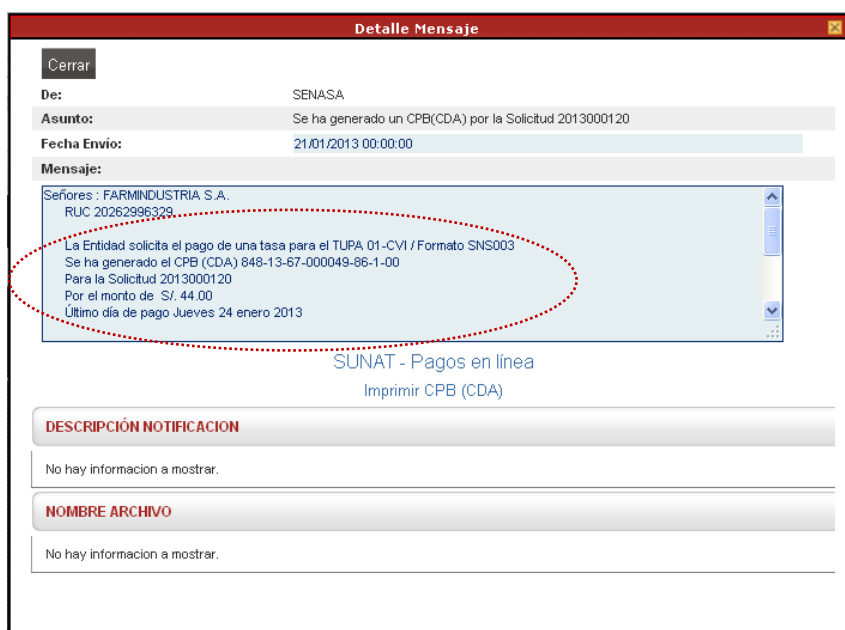 Detalle Mensaje
Cerrar
De: SENASA
Asunto: Se ha generado un CPB(CDA) por la Solicitud 2013000120
Fecha Envío: 21/01/2013 00:00:00
Mensaje:
Señores : FARMINDUSTRIA S.A.
RUC 20262996329
La Entidad solicita el pago de una tasa para el TUPA 01-CVI / Formato SNS003
Se ha generado el CPB (CDA) 848-13-67-000049-86-1-00
Para la Solicitud 2013000120
Por el monto de S/. 44.00
Último día de pago Jueves 24 enero 2013
SUNAT - Pagos en línea
Imprimir CPB (CDA)
DESCRIPCIÓN NOTIFICACION
No hay informacion a mostrar.
NOMBRE ARCHIVO
No hay informacion a mostrar.